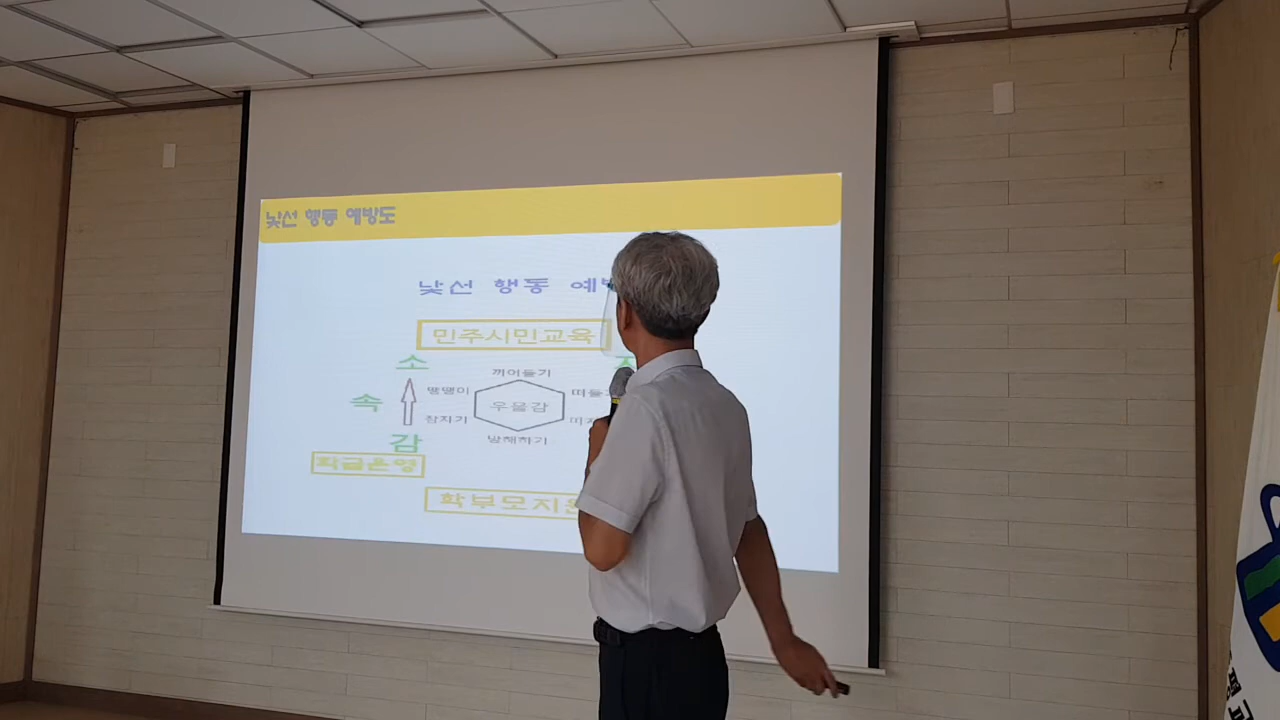 낯선 행동 예방도
낯선 행동 예방
민주시민교육
소
끼어들기
땡땡이
떠들
속
우물감
참지기
방해하기
감
학급운영
학부모지원